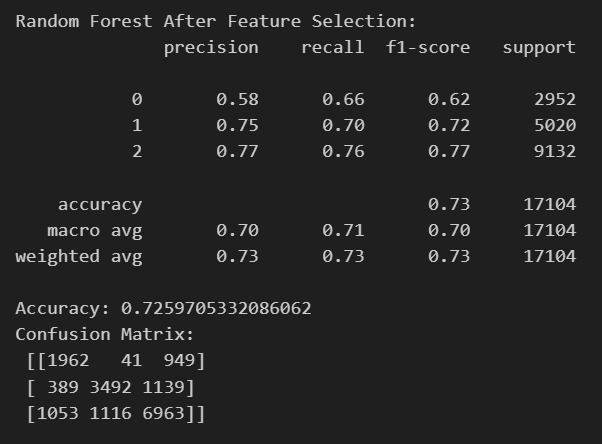 Random Forest After Feature Selection:
precision recall f1-score support
0 0.58 0.66 0.62 2952
1 0.75 0.70 0.72 5020
2 0.77 0.76 0.77 9132
accuracy 0.73 17104
macro avg 0.70 0.71 0.70 17104
weighted avg 0.73 0.73 0.73 17104
Accuracy: 0.7259705332086062
Confusion Matrix:
[[1962 41 949]
[ 389 3492 1139]
[1053 1116 6963]]